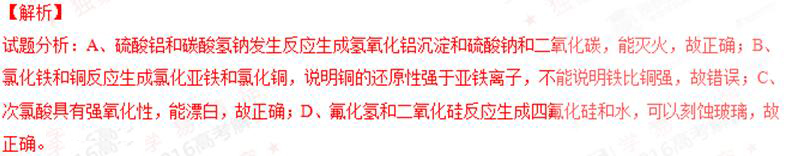 【解析】
试题分析：A、硫酸铝和碳酸氢钠发生反应生成氢氧化铝沉淀和硫酸钠和二氧化碳，能灭火，故正确；B、
氯化铁和铜反应生成氯化亚铁和氯化铜，说明铜的还原性强于亚铁离子，不能说明铁比铜强，故错误；C、
次氯酸具有强氧化性，能漂白，故正确；D、氟化氢和二氧化硅反应生成四氟化硅和水，可以刻蚀玻璃，故
正确。